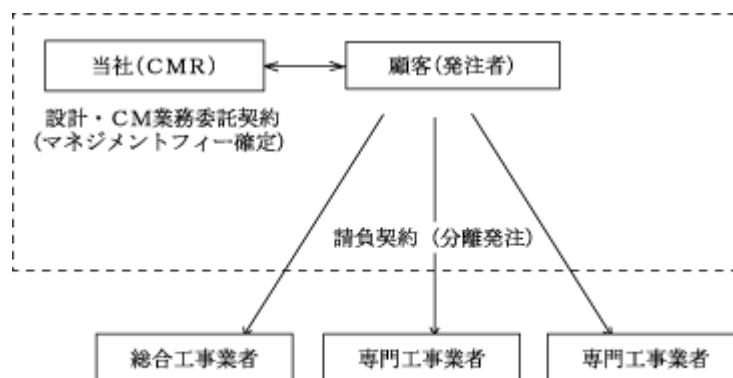 当社(CMR)
顧客(発注者)
設計・CM業務委託契約
(マネジメントフィー確定)
請負契約 (分離発注)
総合工事業者
専門工事業者
専門工事業者